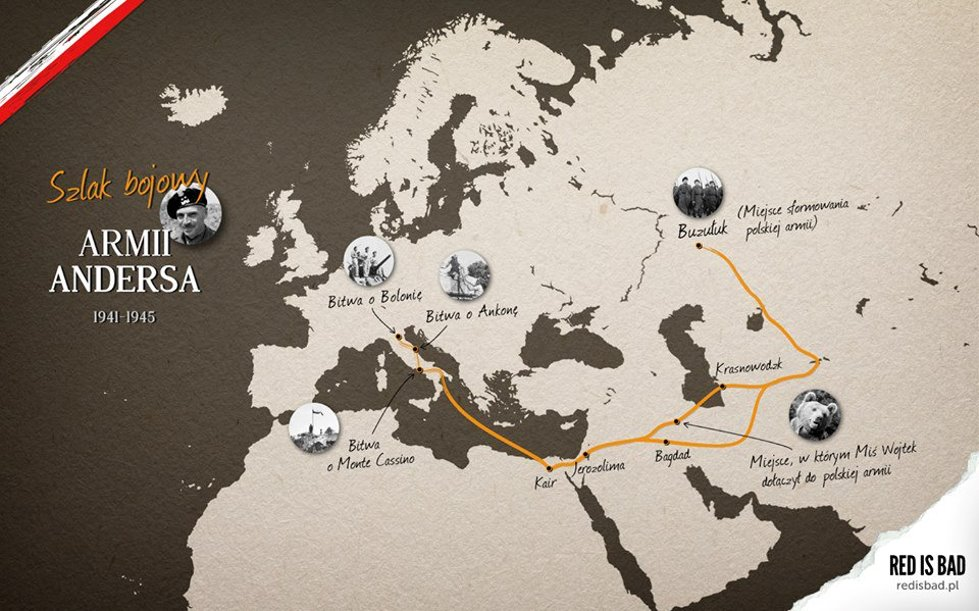 Szlak bojowy
ARMII
ANDERSA
1941-1945
Bitwa o Bolonię
Bitwa o Ankonę
Bitwa
o Monte Cassino
Kair
Jerozolima
Bagdad
Krasnowodzk
Buzułuk
(Miejsce sformowania
polskiej armii)
Miejsce, w którym Miś Wojtek
dołączył do polskiej armii
RED IS BAD
redisbad.pl